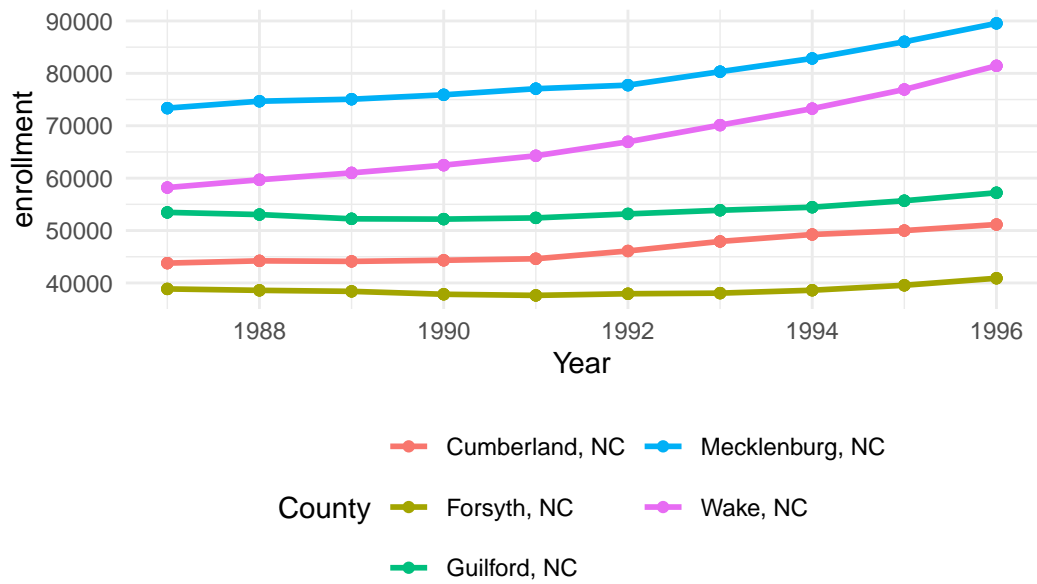 90000
80000
70000
60000
50000
40000
enrollment
1988 1990 1992 1994 1996
Year
County
Cumberland, NC
Forsyth, NC
Guilford, NC
Mecklenburg, NC
Wake, NC